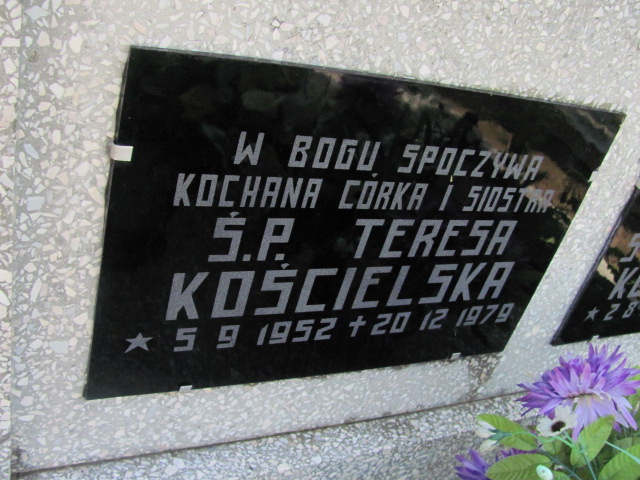 W BOGU SPOCZYWA
KOCHANA CÓRKA I SIOSTRA
Ś.P. TERESA
KOŚCIELSKA
★ 5 9 1952 ✝ 20 12 1979